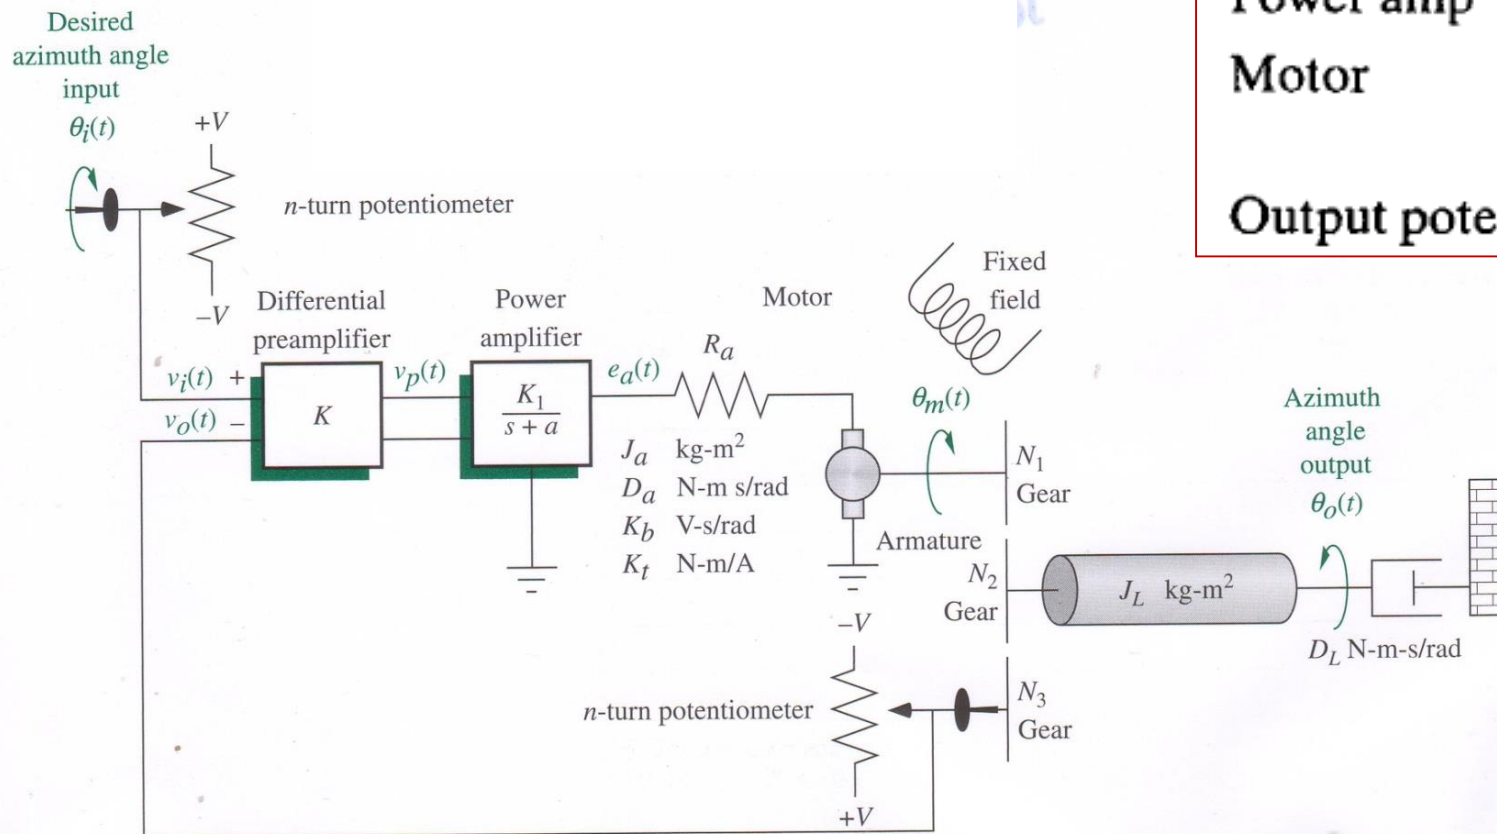 Desired
azimuth angle
input
θi(t)
+V
n-turn potentiometer
–V
Differential
preamplifier
Power
amplifier
Motor
Fixed
field
Ra
vi(t) +
vo(t) –
K
vp(t)
K1
s + a
ea(t)
Ja kg-m2
Da N-m s/rad
Kb V-s/rad
Kt N-m/A
θm(t)
N1
Gear
Armature
N2
Gear
JL kg-m2
Azimuth
angle
output
θo(t)
DL N-m-s/rad
–V
n-turn potentiometer
+V
N3
Gear
Power amp
Motor
Output pote